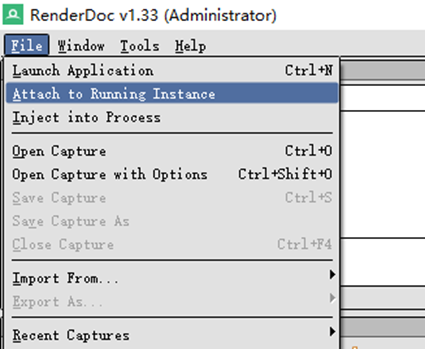 RenderDoc v1.33 (Administrator)
File Window Tools Help
Launch Application Ctrl+N
Attach to Running Instance
Inject into Process
Open Capture Ctrl+O
Open Capture with Options Ctrl+Shift+O
Save Capture Ctrl+S
Save Capture As
Close Capture Ctrl+F4
Import From...
Export As...
Recent Captures